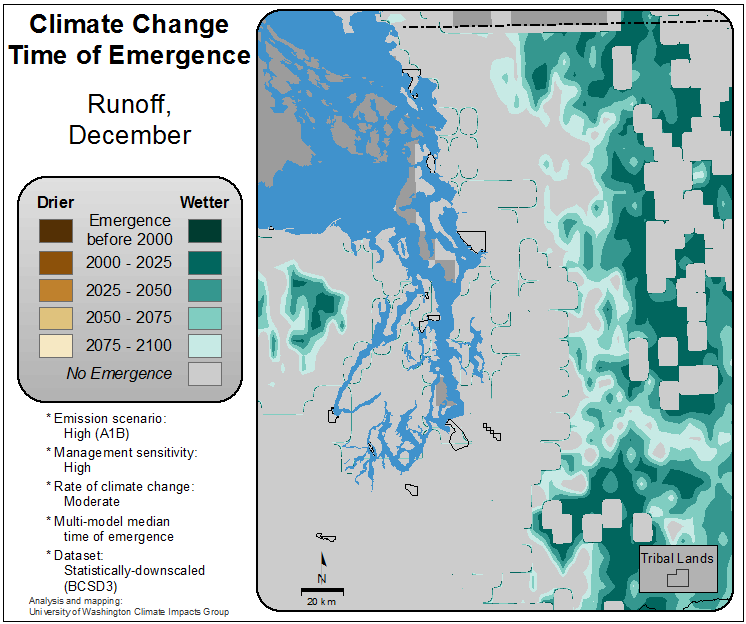 Climate Change
Time of Emergence
Runoff,
December
Drier
Wetter
Emergence
before 2000
2000 - 2025
2025 - 2050
2050 - 2075
2075 - 2100
No Emergence
* Emission scenario:
High (A1B)
* Management sensitivity:
High
* Rate of climate change:
Moderate
* Multi-model median
time of emergence
* Dataset:
Statistically-downscaled
(BCSD3)
Analysis and mapping:
University of Washington Climate Impacts Group
N
20 km
Tribal Lands